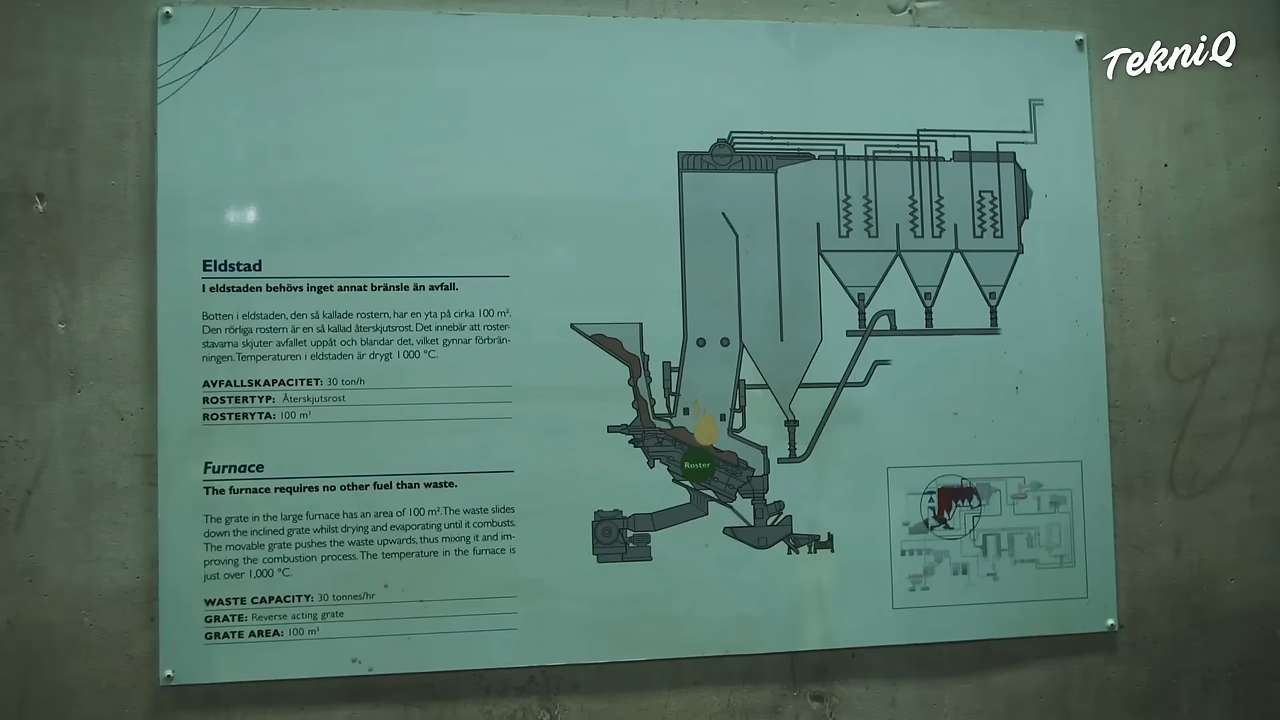 TekniQ
Eldstad
I eldstaden behövs inget annat bränsle än avfall.
Botten i eldstaden, den så kallade rostern, har en yta på cirka 100 m².
Den rörliga rostern är en så kallad återskjutsrost. Det innebär att roster-
stavarna skjuter avfallet uppåt och blandar det, vilket gynnar förbrän-
ningen. Temperaturen i eldstaden är drygt 1 000 °C.
AVFALLSKAPACITET: 30 ton/h
ROSTERTYP: Återskjutsrost
ROSTERYTA: 100 m²
Furnace
The furnace requires no other fuel than waste.
The grate in the large furnace has an area of 100 m². The waste slides
down the inclined grate whilst drying and evaporating until it combusts.
The movable grate pushes the waste upwards, thus mixing it and im-
proving the combustion process. The temperature in the furnace is
just over 1,000 °C.
WASTE CAPACITY: 30 tonnes/hr
GRATE: Reverse acting grate
GRATE AREA: 100 m²
Roster